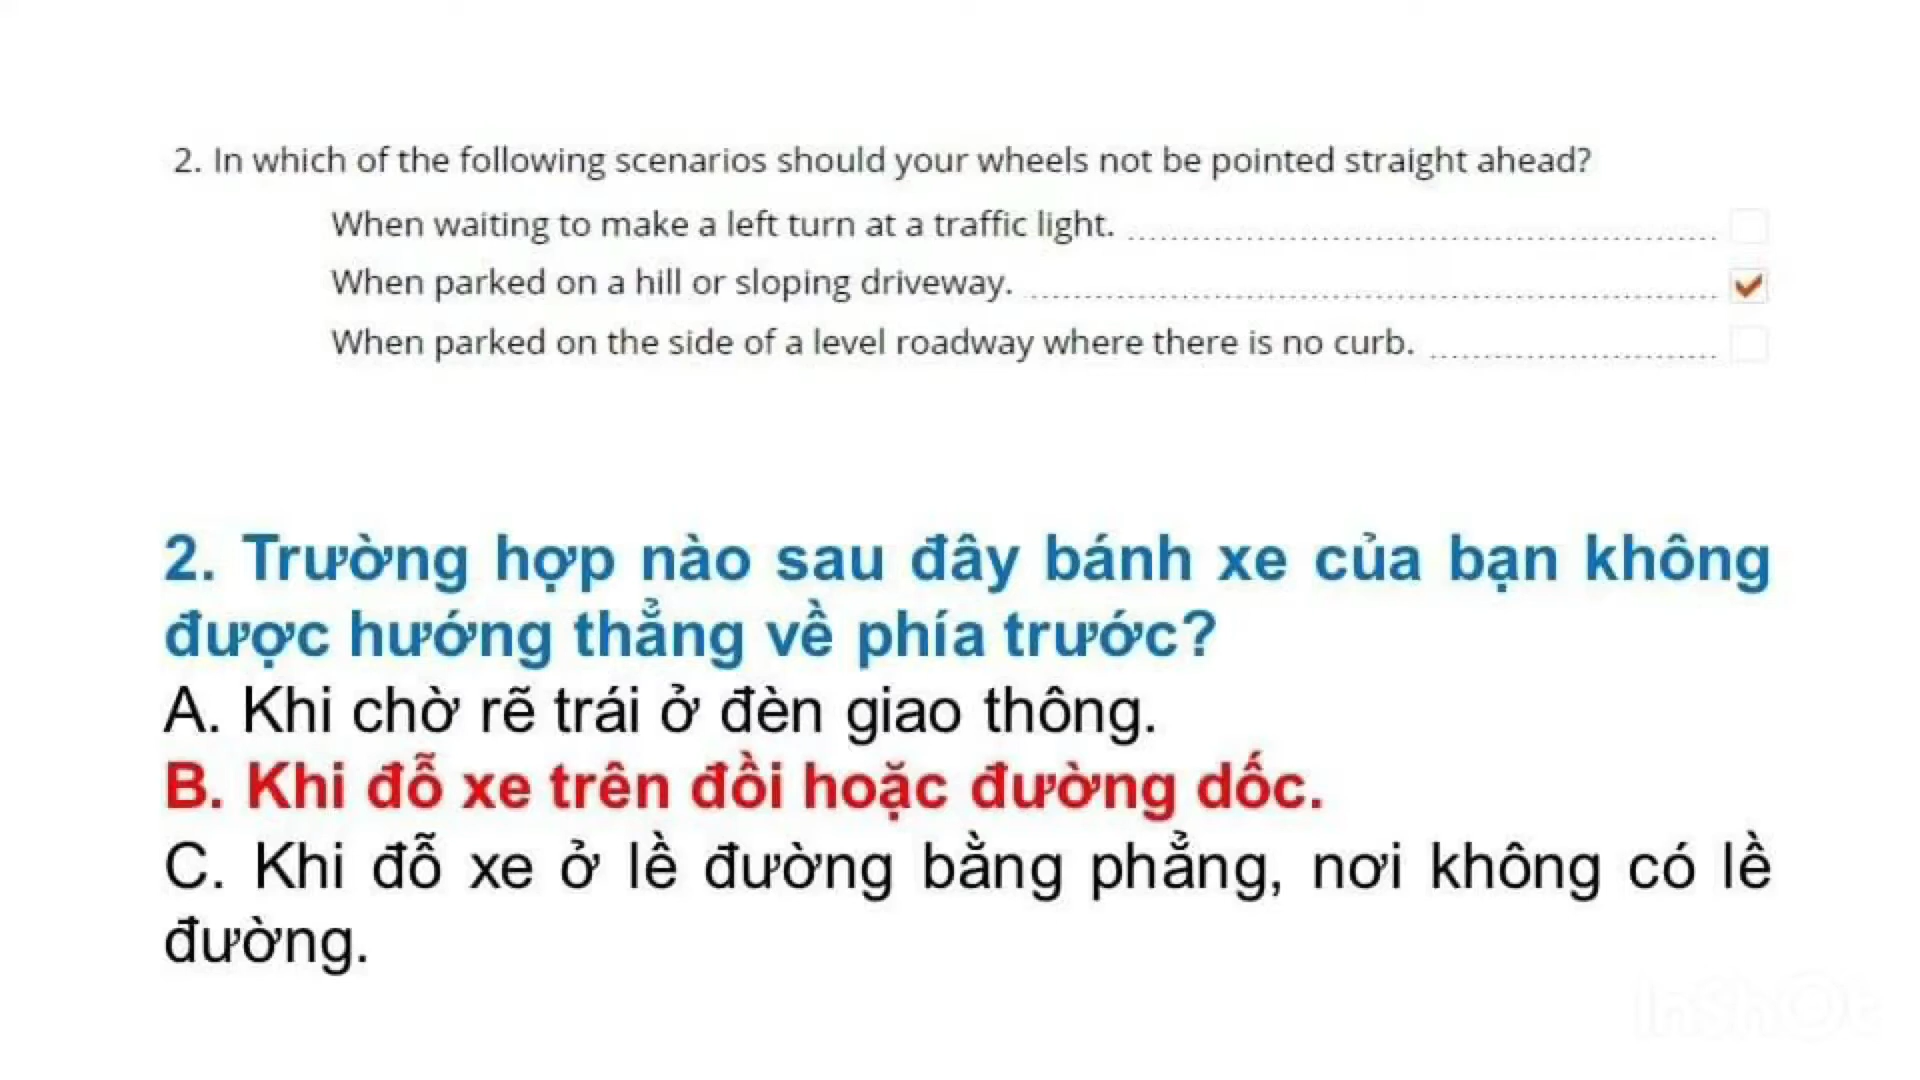 2. In which of the following scenarios should your wheels not be pointed straight ahead?
When waiting to make a left turn at a traffic light.
When parked on a hill or sloping driveway.
When parked on the side of a level roadway where there is no curb.
2. Trường hợp nào sau đây bánh xe của bạn không
được hướng thẳng về phía trước?
A. Khi chờ rẽ trái ở đèn giao thông.
B. Khi đỗ xe trên đồi hoặc đường dốc.
C. Khi đỗ xe ở lề đường bằng phẳng, nơi không có lề
đường.
InShOt